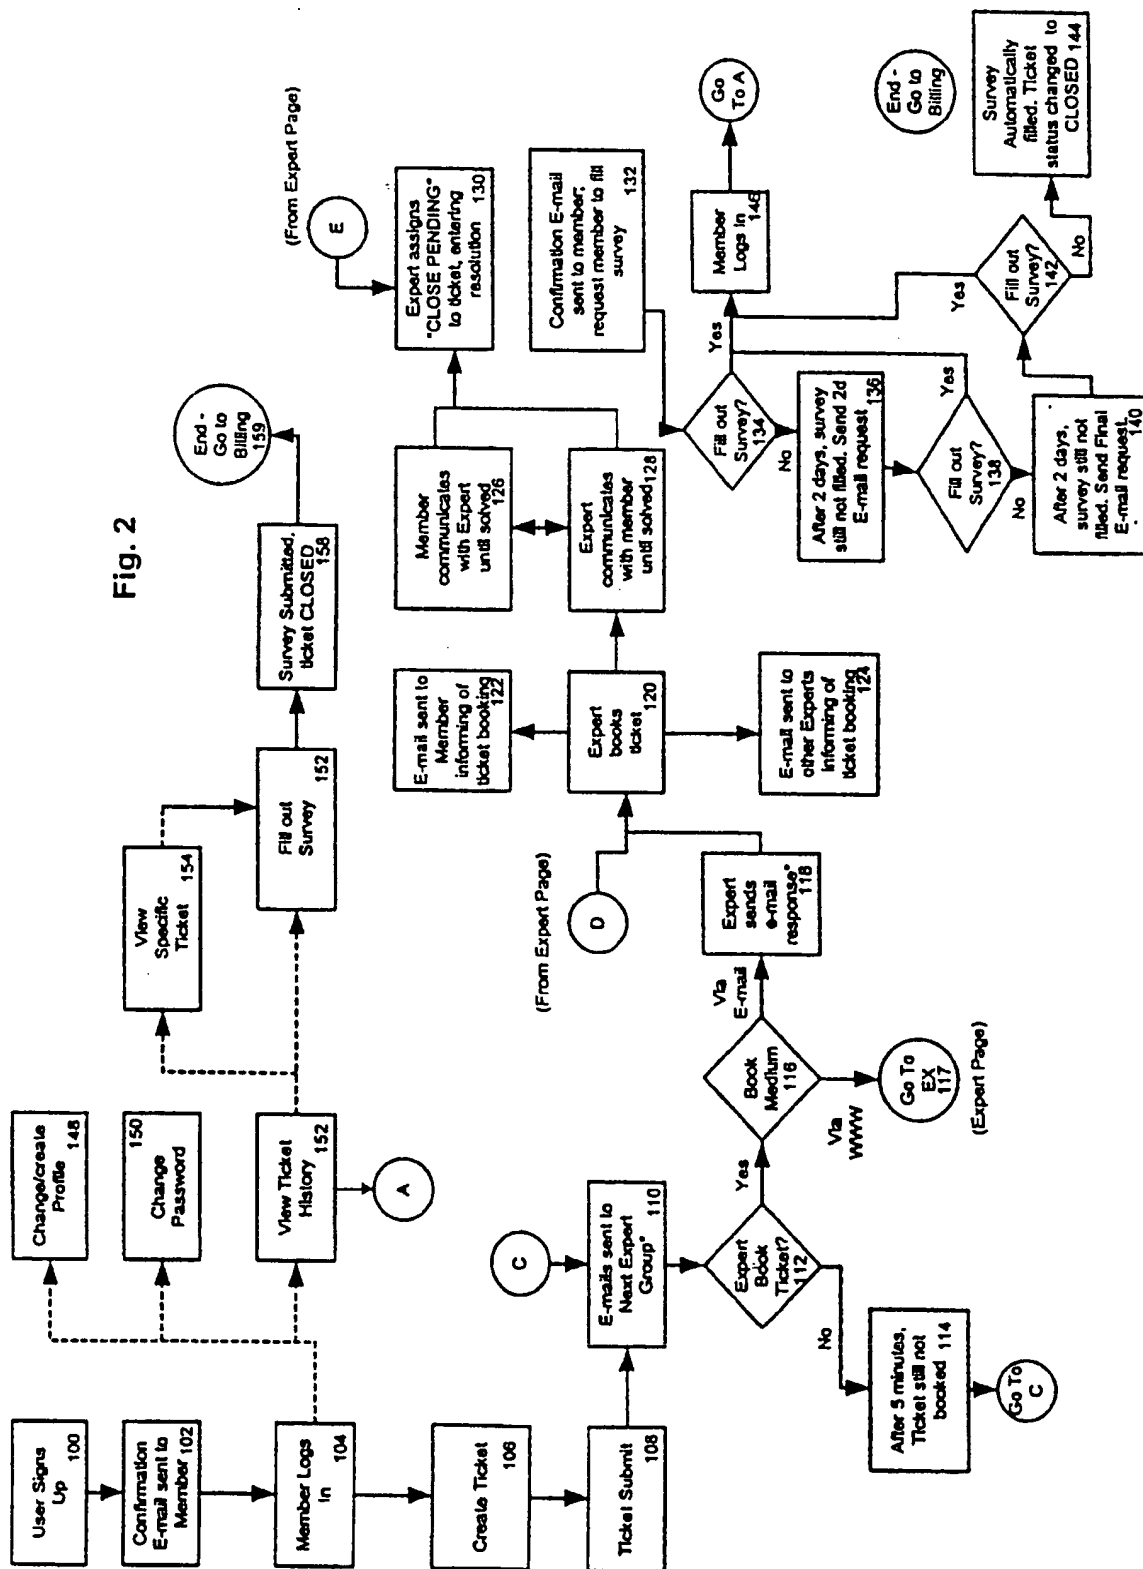 Fig. 2
User Signs
Up 100
Confirmation
E-mail sent to
Member 102
Member Logs
In 104
Create Ticket
106
Ticket Submit
108
Change/create
Profile
148
150
Change
Password
View Ticket
History
152
A
View
Specific
Ticket
154
Fill out
Survey
152
Survey Submitted,
ticket CLOSED
158
End -
Go to
Billing
159
C
E-mails sent to
Next Expert
Group"
110
Expert
Book
Ticket?
112
No
After 5 minutes,
Ticket still not
booked 114
Go To
C
Yes
Book
Medium
116
Via
WWW
Go To
EX
117
(Expert Page)
Via
E-mail
Expert
sends
e-mail
response"
118
(From Expert Page)
D
Expert
books
ticket
120
E-mail sent to
Member
informing of
ticket booking
122
E-mail sent to
other Experts
informing of
ticket booking
124
Member
communicates
with Expert
until solved
126
Expert
communicates
with member
until solved 128
(From Expert Page)
E
Expert assigns
"CLOSE PENDING"
to ticket, entering
resolution 130
Confirmation E-mail
sent to member;
request member to fill
survey
132
Fill out
Survey?
134
Yes
No
Member
Logs In
146
Go
To A
After 2 days, survey
still not filled. Send 2d
E-mail request
136
Fill out
Survey?
138
Yes
No
After 2 days,
survey still not
filled. Send Final
E-mail request.
140
Fill out
Survey?
142
Yes
No
Survey
Automatically
filled. Ticket
status changed to
CLOSED 144
End -
Go to
Billing